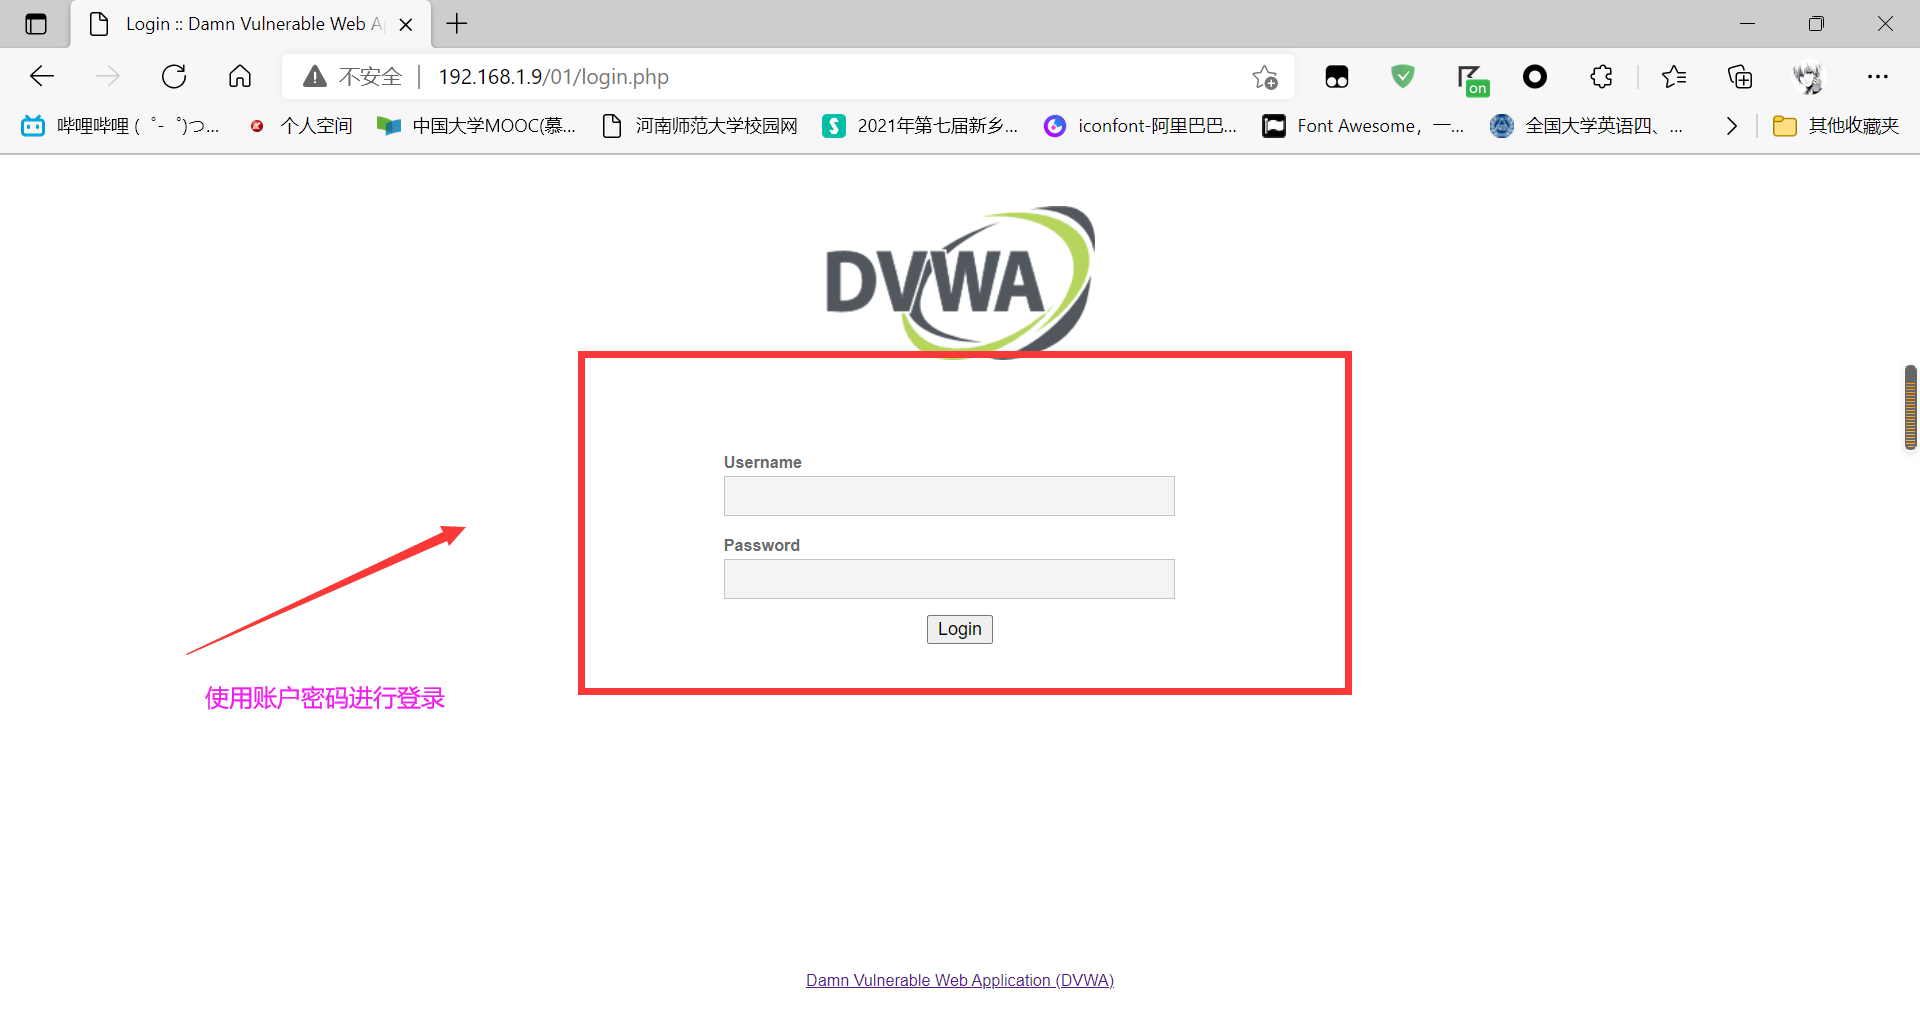 Login :: Damn Vulnerable Web A
不安全 | 192.168.1.9/01/login.php
on
哔哩哔哩 ( ゜- ゜)つ... 个人空间 中国大学MOOC(慕... 河南师范大学校园网 2021年第七届新乡... iconfont-阿里巴巴... Font Awesome，一... 全国大学英语四、... 其他收藏夹
DVWA
Username
Password
Login
使用账户密码进行登录
Damn Vulnerable Web Application (DVWA)